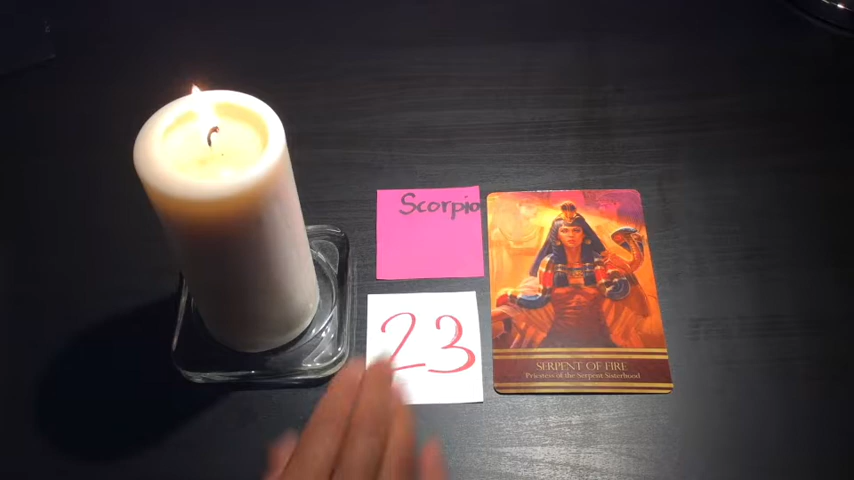 Scorpio
23
SERPENT OF FIRE
Priestess of the Serpent Sisterhood